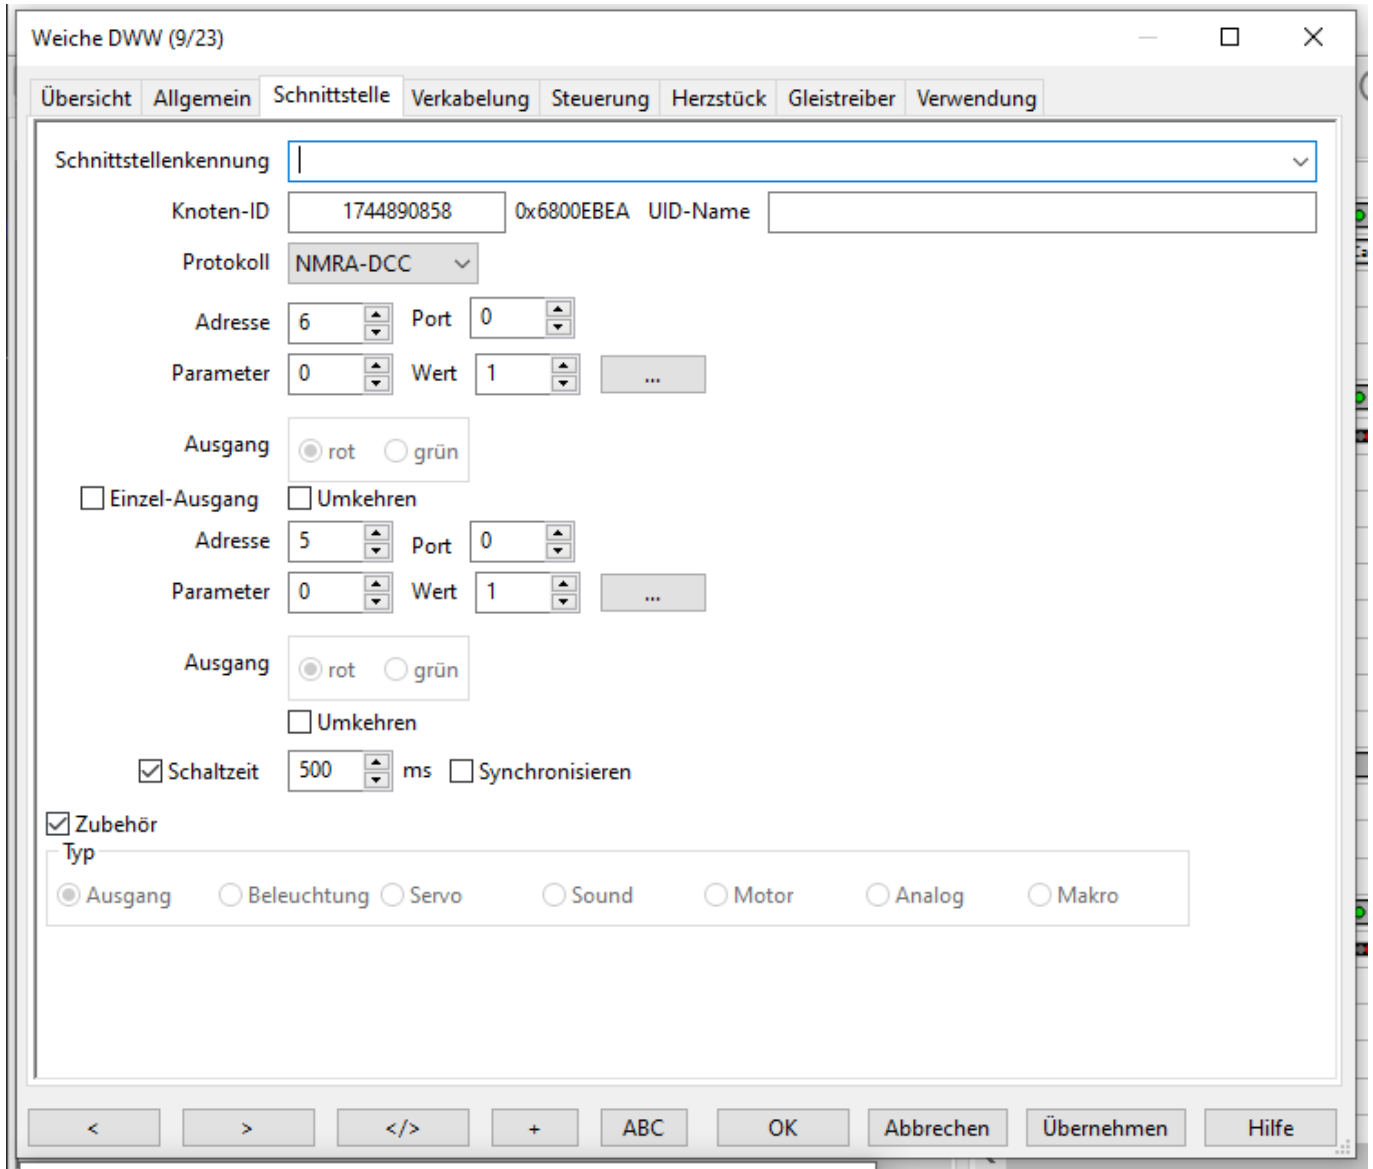 Weiche DWW (9/23)
Übersicht Allgemein Schnittstelle Verkabelung Steuerung Herzstück Gleistreiber Verwendung
Schnittstellenkennung
Knoten-ID 1744890858 0x6800EBEA UID-Name
Protokoll NMRA-DCC
Adresse 6 Port 0
Parameter 0 Wert 1 ...
Ausgang rot grün
Einzel-Ausgang Umkehren
Adresse 5 Port 0
Parameter 0 Wert 1 ...
Ausgang rot grün
Umkehren
Schaltzeit 500 ms Synchronisieren
Zubehör
Typ
Ausgang Beleuchtung Servo Sound Motor Analog Makro
< > </> + ABC OK Abbrechen Übernehmen Hilfe